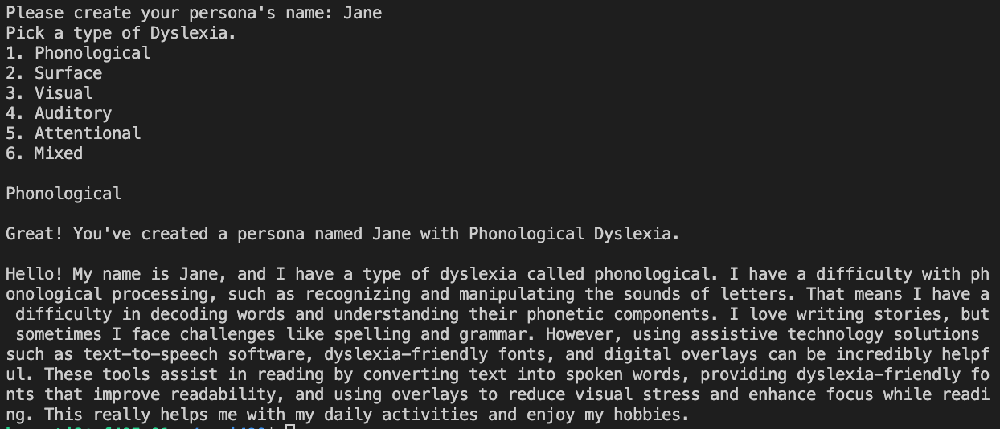 Please create your persona's name: Jane
Pick a type of Dyslexia.
1. Phonological
2. Surface
3. Visual
4. Auditory
5. Attentional
6. Mixed
Phonological
Great! You've created a persona named Jane with Phonological Dyslexia.
Hello! My name is Jane, and I have a type of dyslexia called phonological. I have a difficulty with ph
onological processing, such as recognizing and manipulating the sounds of letters. That means I have a
difficulty in decoding words and understanding their phonetic components. I love writing stories, but
sometimes I face challenges like spelling and grammar. However, using assistive technology solutions
such as text-to-speech software, dyslexia-friendly fonts, and digital overlays can be incredibly helpf
ul. These tools assist in reading by converting text into spoken words, providing dyslexia-friendly fo
nts that improve readability, and using overlays to reduce visual stress and enhance focus while readi
ng. This really helps me with my daily activities and enjoy my hobbies.